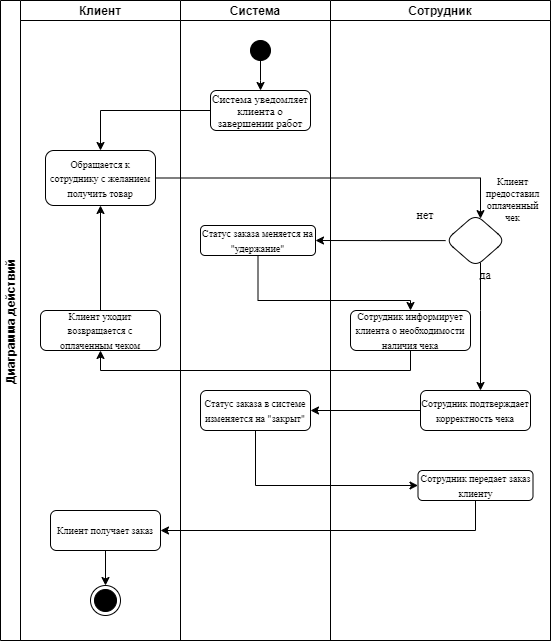 Клиент
Система
Сотрудник
Диаграмма действий
Система уведомляет
клиента о
завершении работ
Обращается к
сотруднику с желанием
получить товар
Клиент
предоставил
оплаченный
чек
нет
Статус заказа меняется на
"удержание"
да
Клиент уходит
возвращается с
оплаченным чеком
Сотрудник информирует
клиента о необходимости
наличия чека
Статус заказа в системе
изменяется на "закрыт"
Сотрудник подтверждает
корректность чека
Сотрудник передает заказ
клиенту
Клиент получает заказ